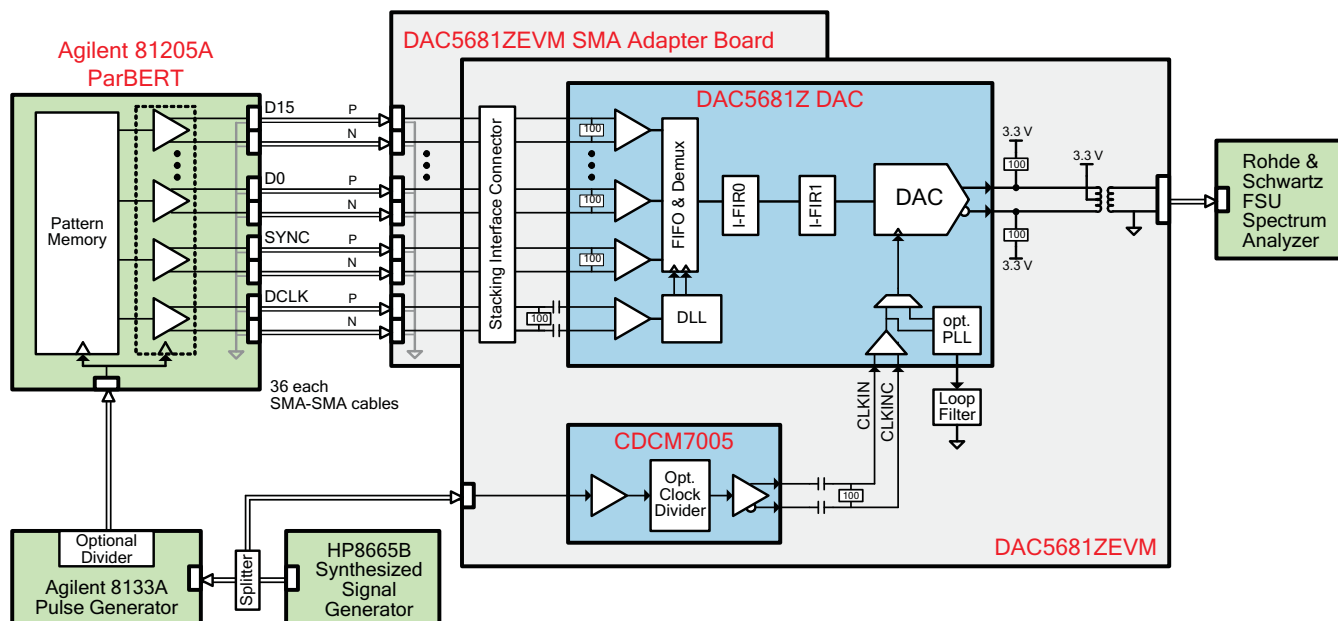 Agilent 81205A
ParBERT
DAC5681ZEVM SMA Adapter Board
DAC5681Z DAC
D15
P
N
D0
P
N
SYNC
P
N
DCLK
P
N
Pattern
Memory
36 each
SMA-SMA cables
Stacking Interface Connector
100
100
100
100
FIFO & Demux
DLL
I-FIR0
I-FIR1
DAC
opt.
PLL
Loop
Filter
3.3 V
100
3.3 V
100
3.3 V
Rohde &
Schwartz
FSU
Spectrum
Analyzer
CLKIN
CLKINC
CDCM7005
Opt.
Clock
Divider
100
DAC5681ZEVM
Optional
Divider
Agilent 8133A
Pulse Generator
Splitter
HP8665B
Synthesized
Signal
Generator